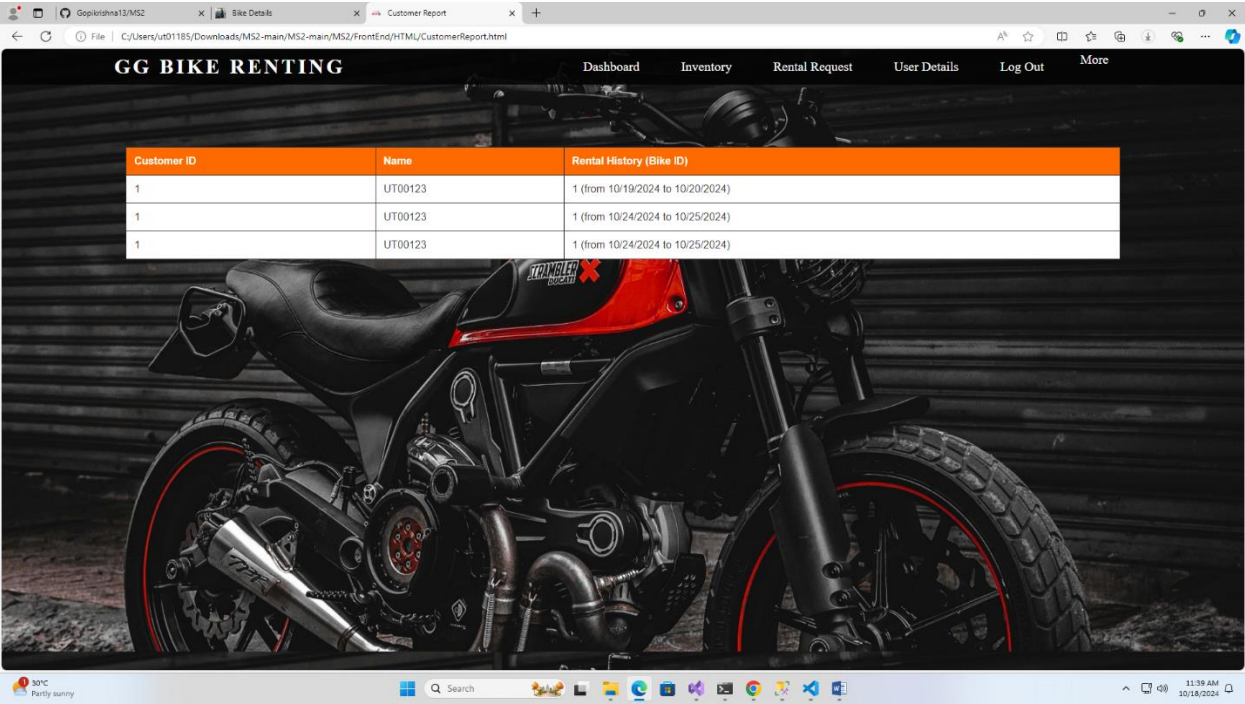 Gopikrishna13/MS2
Bike Details
Customer Report
File
C:/Users/ut01185/Downloads/MS2-main/MS2-main/MS2/FrontEnd/HTML/CustomerReport.html
GG BIKE RENTING
Dashboard
Inventory
Rental Request
User Details
Log Out
More
Customer ID Name Rental History (Bike ID)
1 UT00123 1 (from 10/19/2024 to 10/20/2024)
1 UT00123 1 (from 10/24/2024 to 10/25/2024)
1 UT00123 1 (from 10/24/2024 to 10/25/2024)
SCRAMBLER
DUCATI
1
30°C
Partly sunny
Search
11:39 AM
10/18/2024